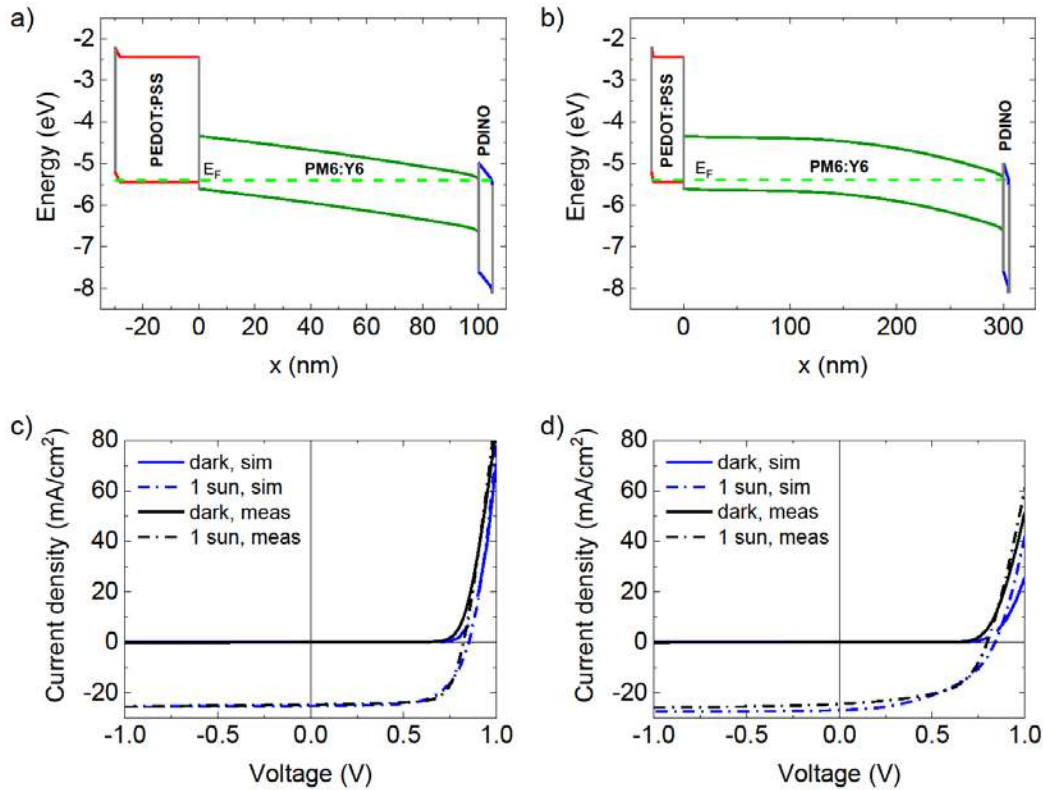 a)
Energy (eV)
-2
-3
-4
-5
-6
-7
-8
PEDOT:PSS
E_F
PM6:Y6
PDINO
-20 0 20 40 60 80 100
x (nm)
b)
Energy (eV)
-2
-3
-4
-5
-6
-7
-8
PEDOT:PSS
E_F
PM6:Y6
PDINO
0 100 200 300
x (nm)
c)
Current density (mA/cm²)
80
60
40
20
0
-20
dark, sim
1 sun, sim
dark, meas
1 sun, meas
-1.0 -0.5 0.0 0.5 1.0
Voltage (V)
d)
Current density (mA/cm²)
80
60
40
20
0
-20
dark, sim
1 sun, sim
dark, meas
1 sun, meas
-1.0 -0.5 0.0 0.5 1.0
Voltage (V)